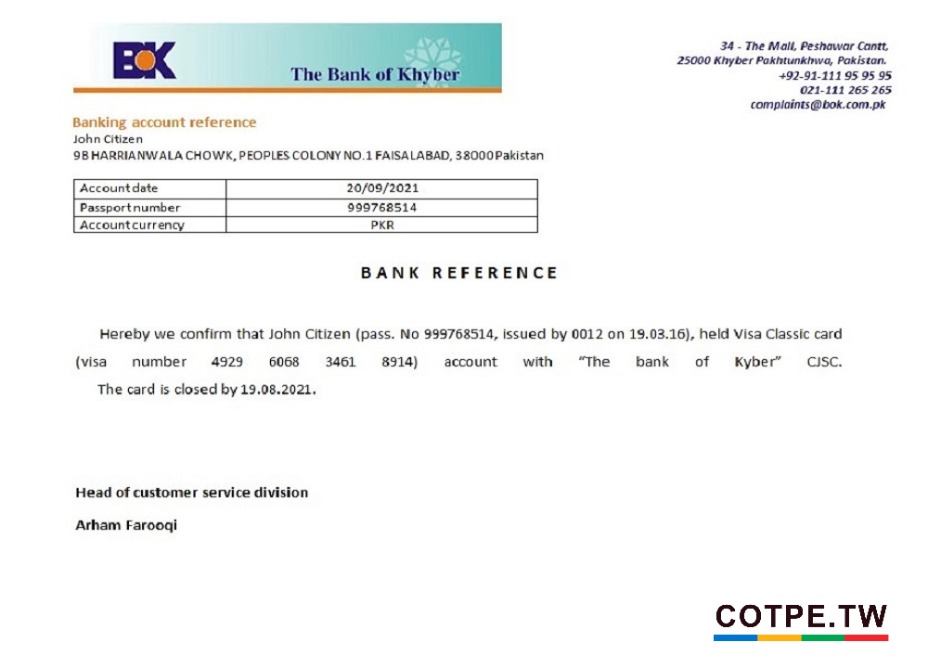 BOK
The Bank of Khyber
34 - The Mall, Peshawar Cantt,
25000 Khyber Pakhtunkhwa, Pakistan.
+92-91-111 95 95 95
021-111 265 265
complaints@bok.com.pk
Banking account reference
John Citizen
9B HARRIANWALA CHOWK, PEOPLES COLONY NO.1 FAISALABAD, 38000 Pakistan
Account date 20/09/2021
Passport number 999768514
Account currency PKR
BANK REFERENCE
Hereby we confirm that John Citizen (pass. No 999768514, issued by 0012 on 19.03.16), held Visa Classic card
(visa number 4929 6068 3461 8914) account with “The bank of Kyber” CJSC.
The card is closed by 19.08.2021.
Head of customer service division
Arham Farooqi
COTPE.TW